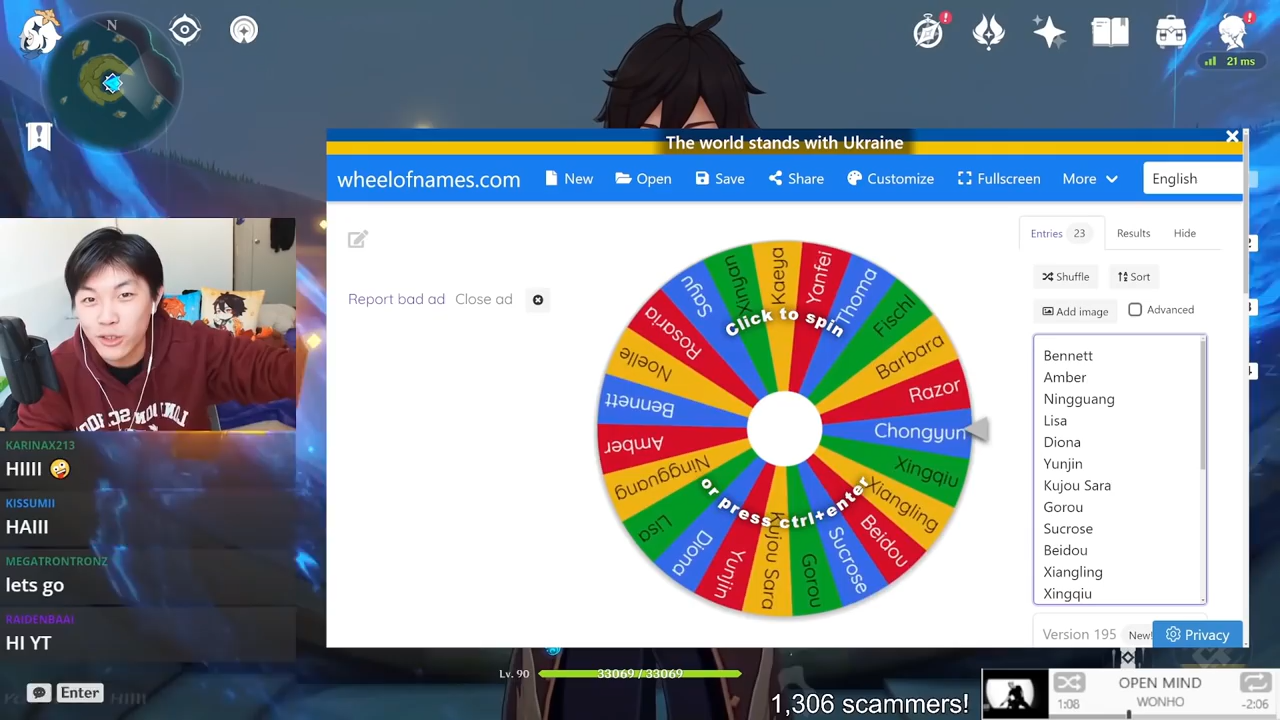 N
21 ms
The world stands with Ukraine
wheelofnames.com
New
Open
Save
Share
Customize
Fullscreen
More
English
Entries 23
Results
Hide
Shuffle
Sort
Add image
Advanced
Report bad ad
Close ad
Click to spin
or press ctrl+enter
Kaeya
Yanfei
Thoma
Fischl
Barbara
Razor
Chongyun
Xingqiu
Xiangling
Beidou
Sucrose
Gorou
Kujou Sara
Yunjin
Diona
Lisa
Ningguang
Amber
Bennett
Noelle
Rosaria
Sayu
Xinyan
Bennett
Amber
Ningguang
Lisa
Diona
Yunjin
Kujou Sara
Gorou
Sucrose
Beidou
Xiangling
Xingqiu
Version 195
New!
Privacy
KARINAX213
HIIII 🤪
KISSUMII
HAIII
MEGATRONTRONZ
lets go
RAIDENBAAI
HI YT
Enter
Lv. 90
33069 / 33069
1,306 scammers!
OPEN MIND
WONHO
1:08
-2:06